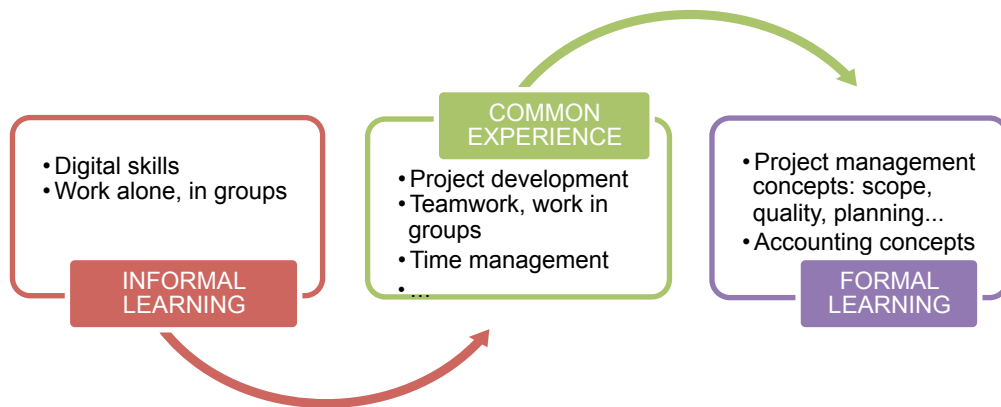 • Digital skills
• Work alone, in groups
INFORMAL
LEARNING
COMMON
EXPERIENCE
• Project development
• Teamwork, work in
groups
• Time management
• ...
• Project management
concepts: scope,
quality, planning...
• Accounting concepts
FORMAL
LEARNING